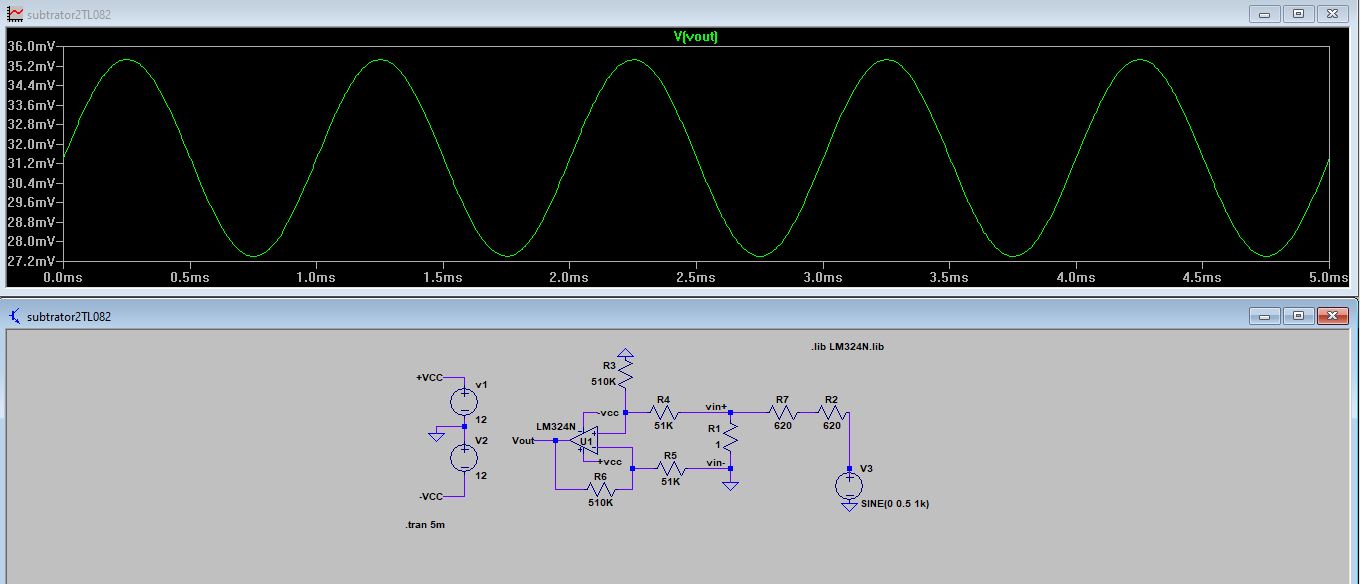 subtrator2TL082
V(vout)
36.0mV
35.2mV
34.4mV
33.6mV
32.8mV
32.0mV
31.2mV
30.4mV
29.6mV
28.8mV
28.0mV
27.2mV
0.0ms 0.5ms 1.0ms 1.5ms 2.0ms 2.5ms 3.0ms 3.5ms 4.0ms 4.5ms 5.0ms
subtrator2TL082
.lib LM324N.lib
R3
510K
+VCC
v1
12
V2
12
-VCC
.tran 5m
LM324N
-vcc
U1
+vcc
Vout
R4
51K
vin+
R7
620
R2
620
R1
1
vin-
R5
51K
R6
510K
V3
SINE(0 0.5 1k)